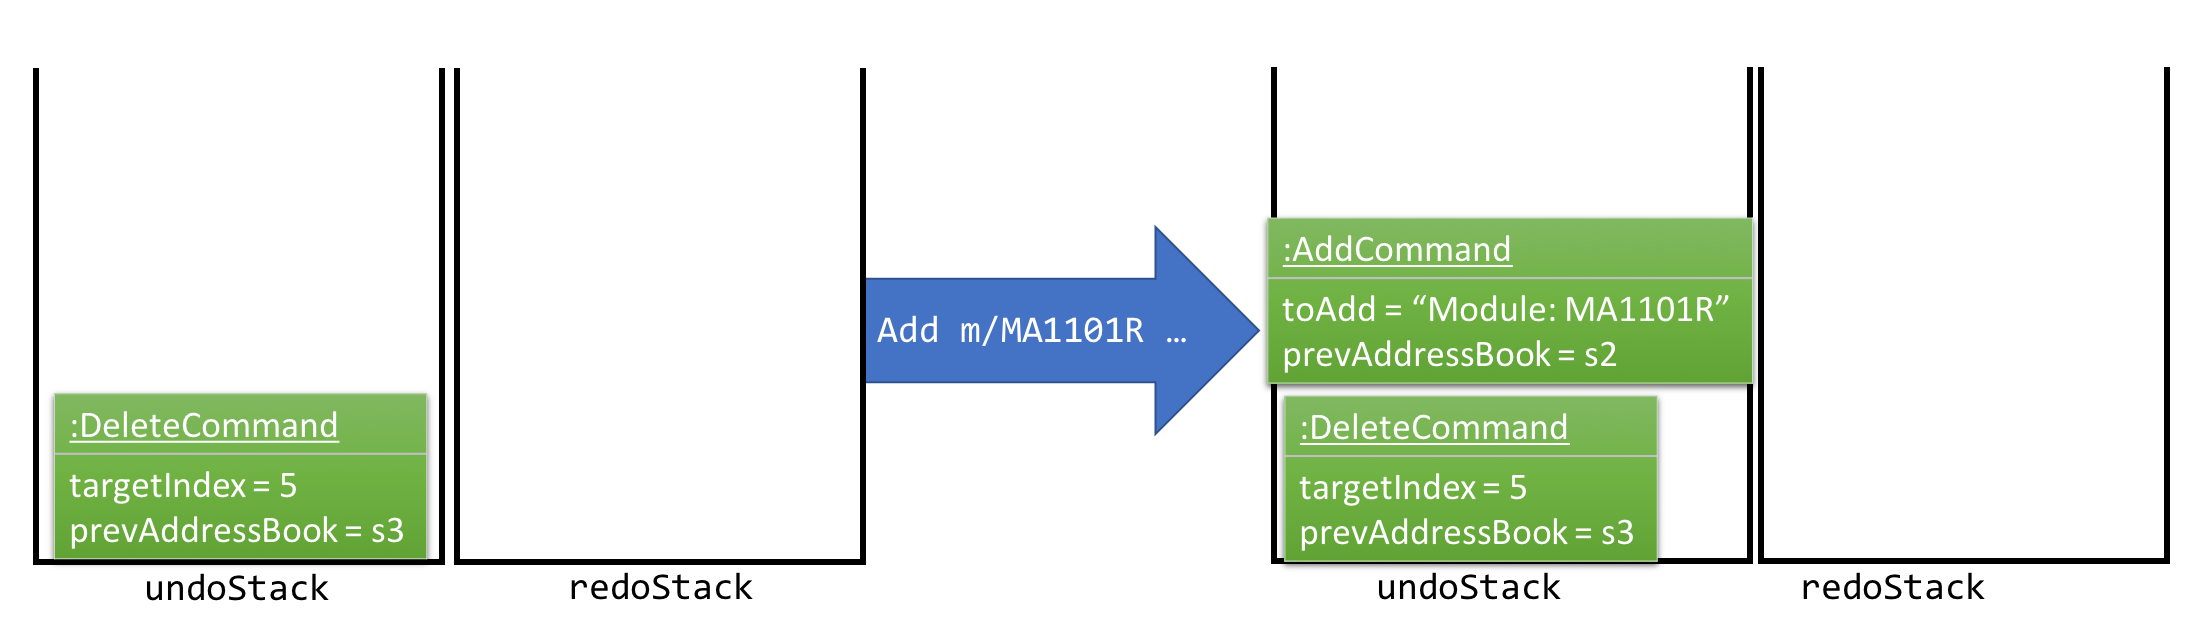 :DeleteCommand
targetIndex = 5
prevAddressBook = s3
undoStack
redoStack
Add m/MA1101R …
:AddCommand
toAdd = “Module: MA1101R”
prevAddressBook = s2
:DeleteCommand
targetIndex = 5
prevAddressBook = s3
undoStack
redoStack